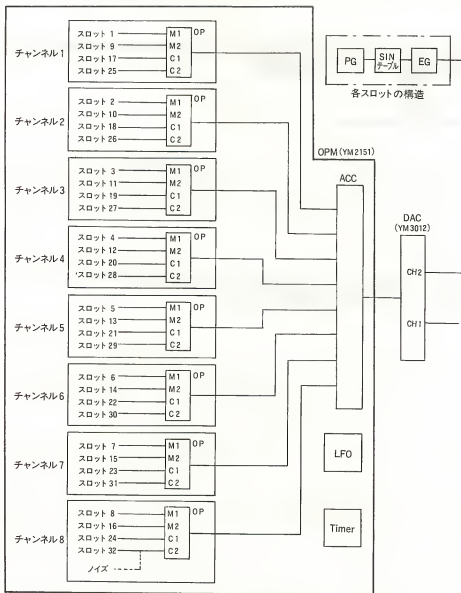 チャンネル1
スロット 1
スロット 9
スロット 17
スロット 25
M1
M2
C1
C2
OP
チャンネル2
スロット 2
スロット 10
スロット 18
スロット 26
M1
M2
C1
C2
OP
チャンネル3
スロット 3
スロット 11
スロット 19
スロット 27
M1
M2
C1
C2
OP
チャンネル4
スロット 4
スロット 12
スロット 20
スロット 28
M1
M2
C1
C2
OP
チャンネル5
スロット 5
スロット 13
スロット 21
スロット 29
M1
M2
C1
C2
OP
チャンネル6
スロット 6
スロット 14
スロット 22
スロット 30
M1
M2
C1
C2
OP
チャンネル7
スロット 7
スロット 15
スロット 23
スロット 31
M1
M2
C1
C2
OP
チャンネル8
スロット 8
スロット 16
スロット 24
スロット 32
ノイズ
M1
M2
C1
C2
OP
PG
SIN
テーブル
EG
各スロットの構造
OPM (YM2151)
ACC
DAC
(YM3012)
CH2
CH1
LFO
Timer